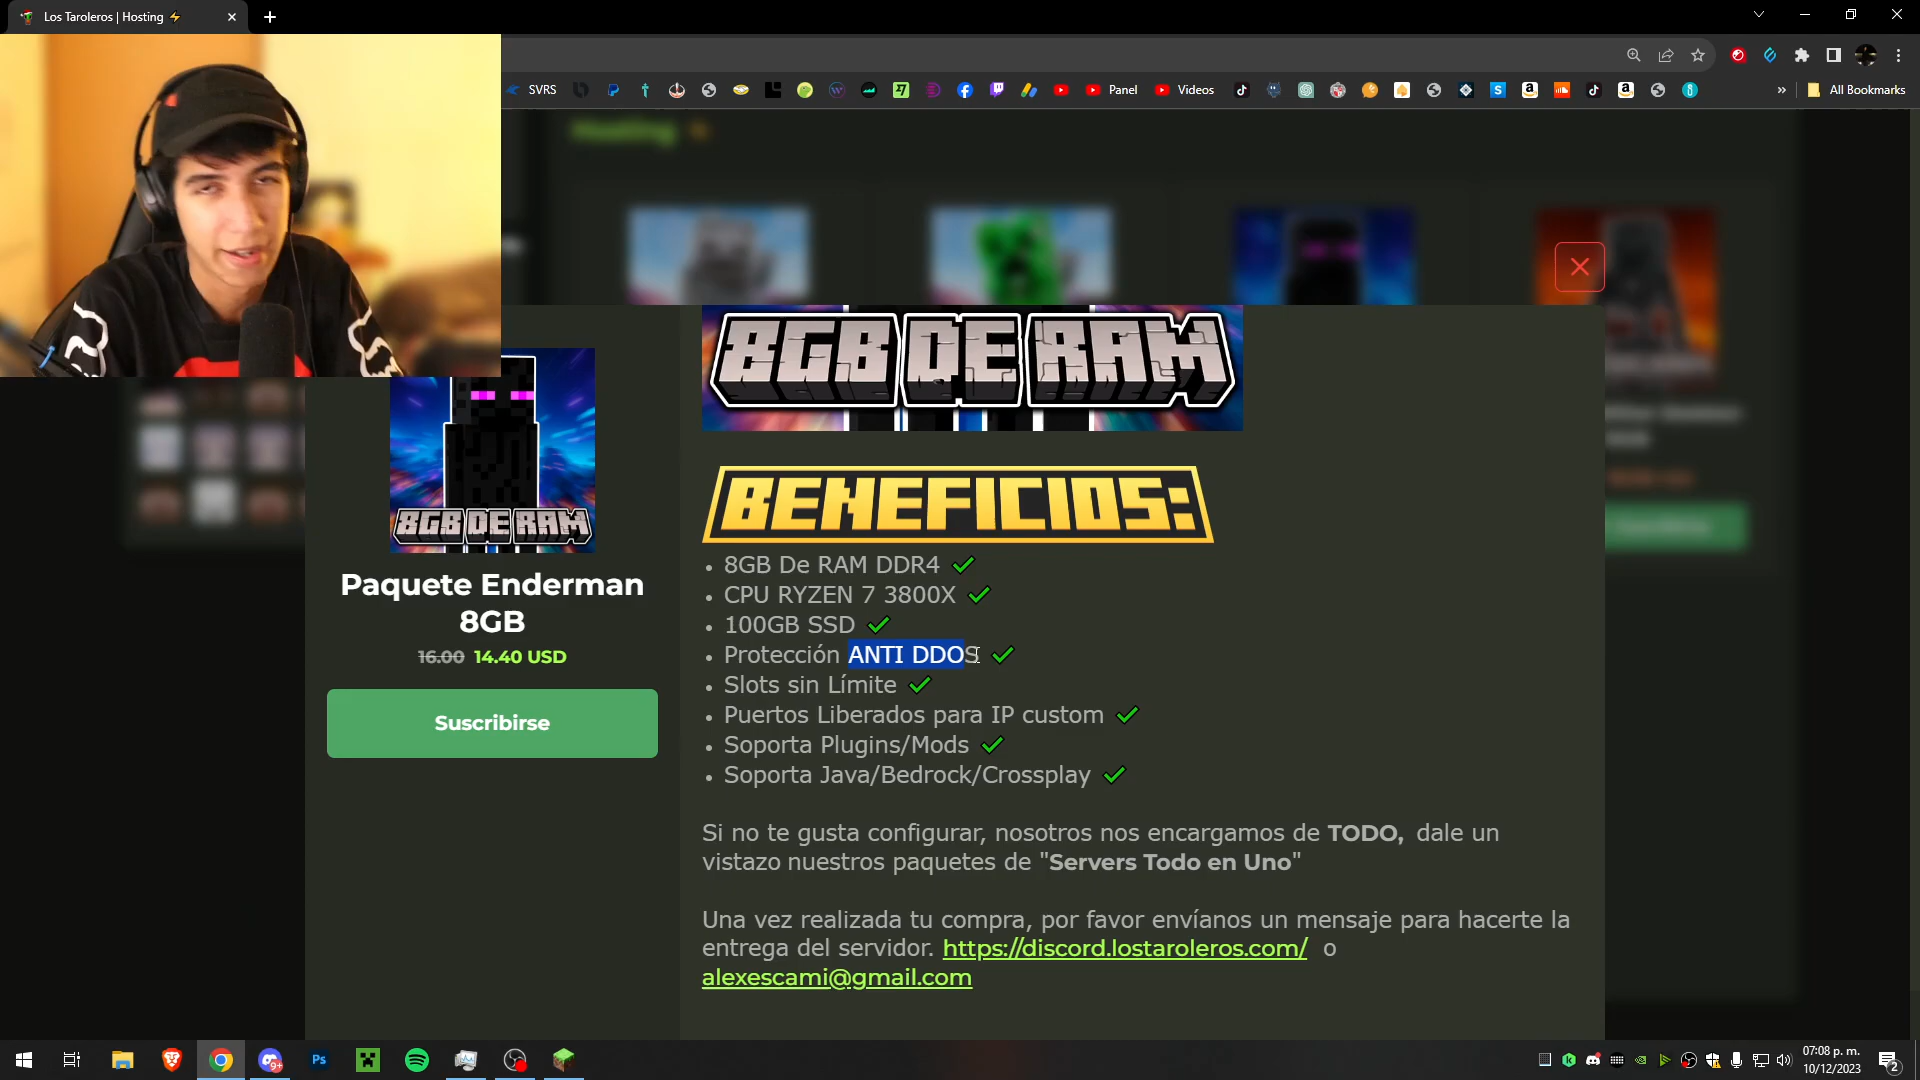 Los Taroleros | Hosting ⚡
SVRS
Panel
Videos
»
All Bookmarks
Hosting
8GB DE RAM
8GB DE RAM
Paquete Enderman
8GB
16.00 14.40 USD
Suscribirse
BENEFICIOS:
• 8GB De RAM DDR4 ✔
• CPU RYZEN 7 3800X ✔
• 100GB SSD ✔
• Protección ANTI DDOS ✔
• Slots sin Límite ✔
• Puertos Liberados para IP custom ✔
• Soporta Plugins/Mods ✔
• Soporta Java/Bedrock/Crossplay ✔
Si no te gusta configurar, nosotros nos encargamos de TODO, dale un
vistazo nuestros paquetes de "Servers Todo en Uno"
Una vez realizada tu compra, por favor envíanos un mensaje para hacerte la
entrega del servidor. https://discord.lostaroleros.com/ o
alexescami@gmail.com
Ps
9+
07:08 p. m.
10/12/2023
2